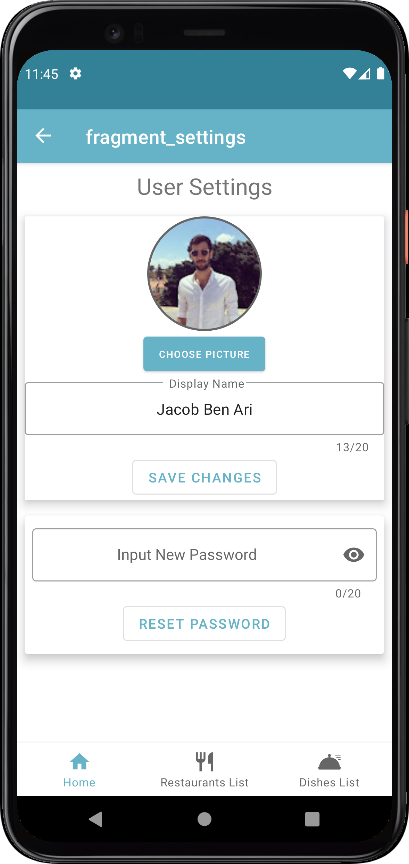 11:45
fragment_settings
User Settings
CHOOSE PICTURE
Display Name
Jacob Ben Ari
13/20
SAVE CHANGES
Input New Password
0/20
RESET PASSWORD
Home
Restaurants List
Dishes List